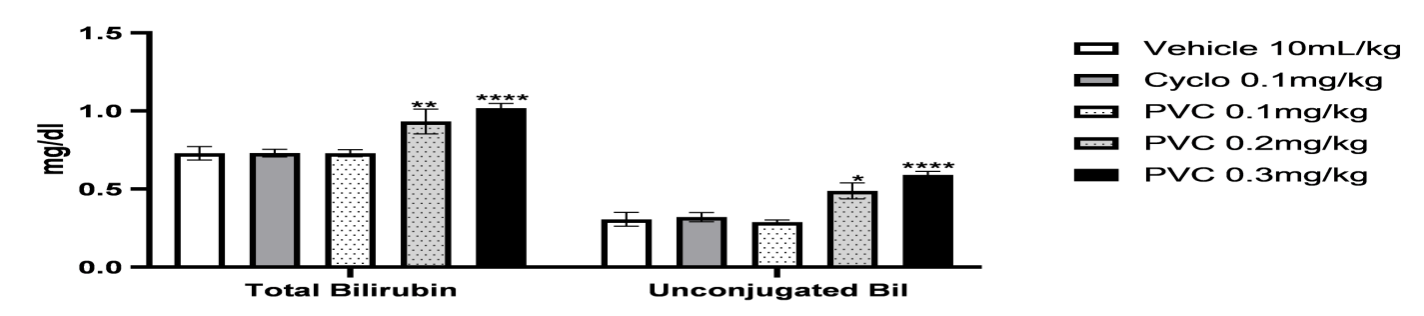 1.5
1.0
0.5
0.0
mg/dl
** ****
* ****
Total Bilirubin Unconjugated Bil
Vehicle 10mL/kg
Cyclo 0.1mg/kg
PVC 0.1mg/kg
PVC 0.2mg/kg
PVC 0.3mg/kg